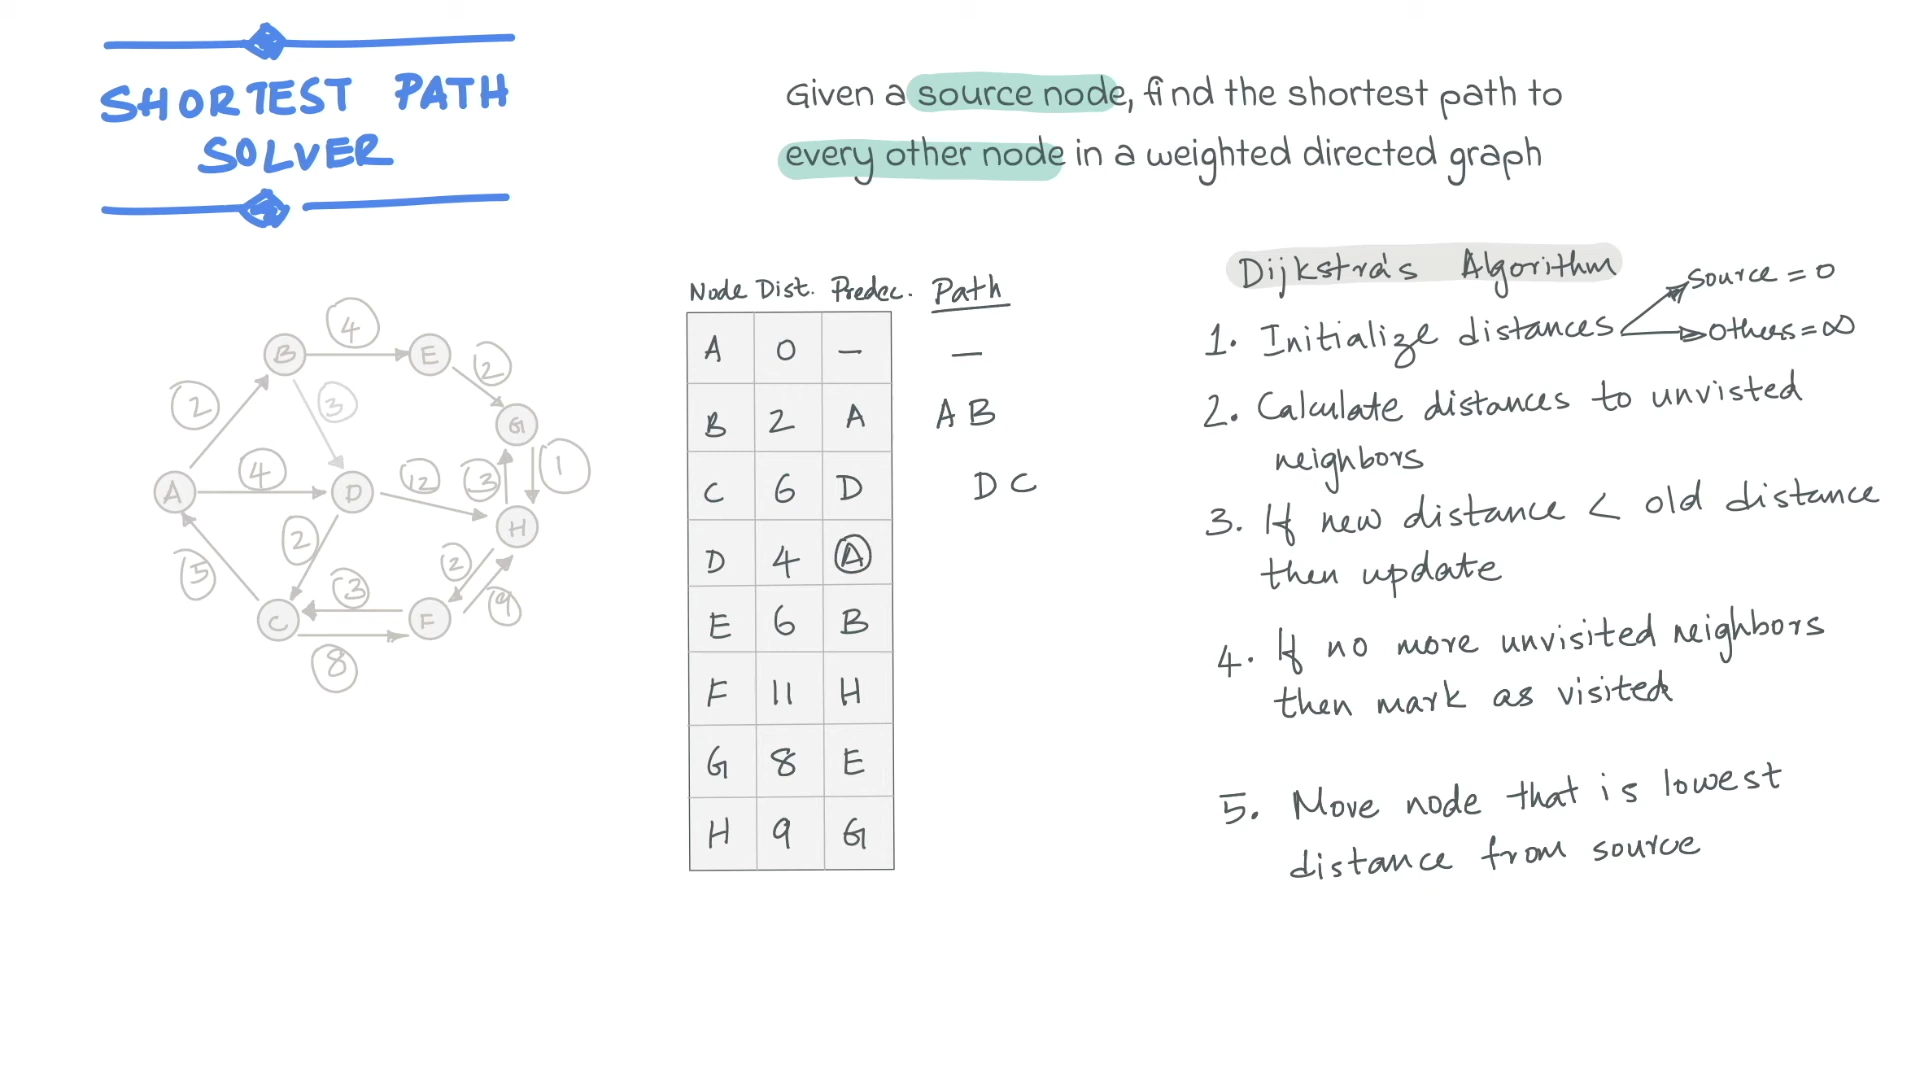 SHORTEST PATH
SOLVER
Given a source node, find the shortest path to
every other node in a weighted directed graph
B 4 E
2 3 2
G
A 4 D 12 3 1
H
5 2 3 2 9
C F
8
Node Dist. Predec. Path
A 0 — —
B 2 A A B
C 6 D D C
D 4 A
E 6 B
F 11 H
G 8 E
H 9 G
Dijkstra's Algorithm
source = 0
1. Initialize distances
others = ∞
2. Calculate distances to unvisted
neighbors
3. If new distance < old distance
then update
4. If no more unvisited neighbors
then mark as visited
5. Move node that is lowest
distance from source